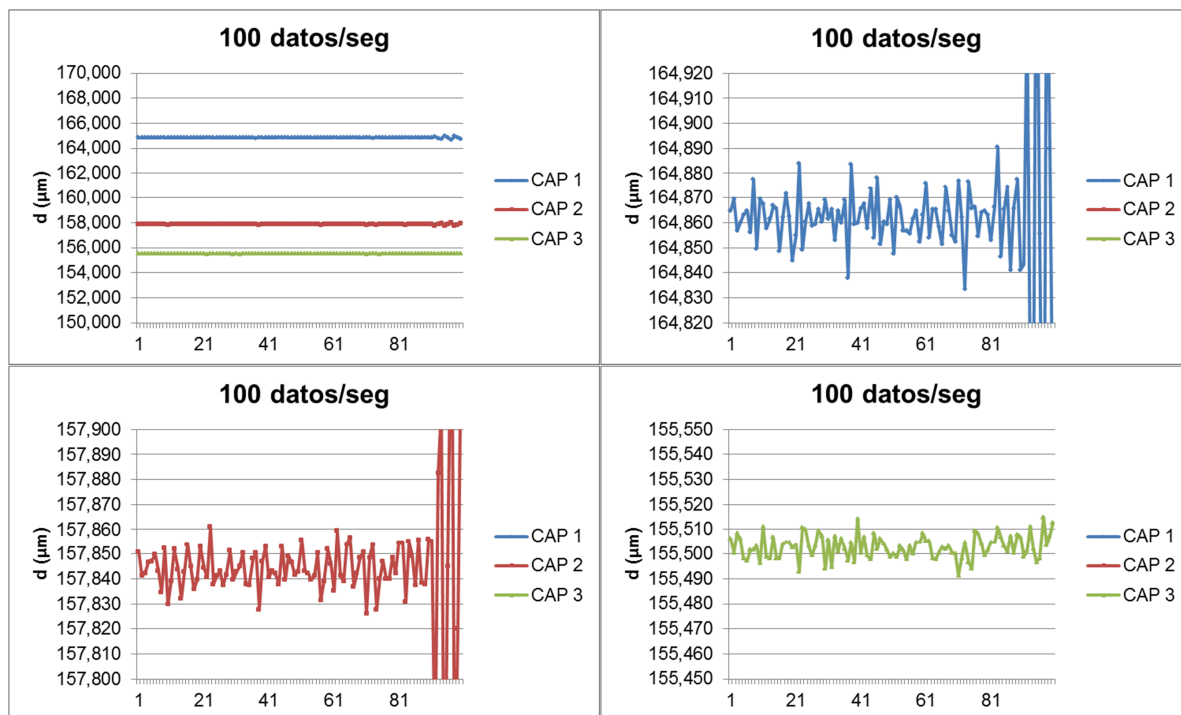 100 datos/seg
d (µm)
170,000
168,000
166,000
164,000
162,000
160,000
158,000
156,000
154,000
152,000
150,000
1 21 41 61 81
CAP 1
CAP 2
CAP 3
100 datos/seg
d (µm)
164,920
164,910
164,900
164,890
164,880
164,870
164,860
164,850
164,840
164,830
164,820
1 21 41 61 81
CAP 1
CAP 2
CAP 3
100 datos/seg
d (µm)
157,900
157,890
157,880
157,870
157,860
157,850
157,840
157,830
157,820
157,810
157,800
1 21 41 61 81
CAP 1
CAP 2
CAP 3
100 datos/seg
d (µm)
155,550
155,540
155,530
155,520
155,510
155,500
155,490
155,480
155,470
155,460
155,450
1 21 41 61 81
CAP 1
CAP 2
CAP 3